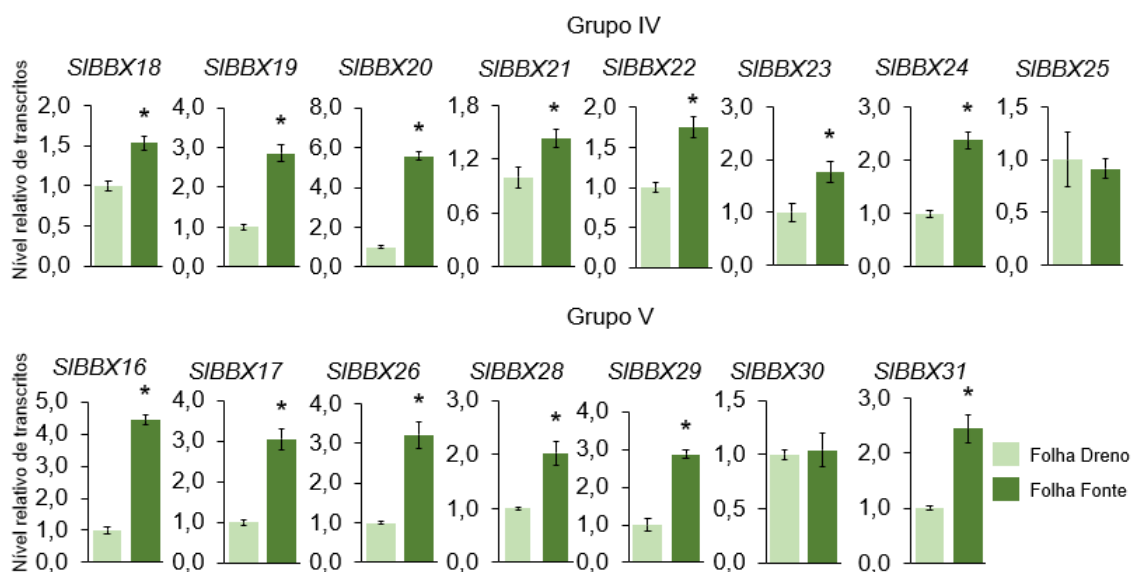 Grupo IV
SlBBX18 SlBBX19 SlBBX20 SlBBX21 SlBBX22 SlBBX23 SlBBX24 SlBBX25
Nível relativo de transcritos
2,0 1,5 1,0 0,5 0,0
*
4,0 3,0 2,0 1,0 0,0
*
8,0 6,0 4,0 2,0 0,0
*
1,8 1,2 0,6 0,0
*
2,0 1,5 1,0 0,5 0,0
*
3,0 2,0 1,0 0,0
*
3,0 2,0 1,0 0,0
*
1,5 1,0 0,5 0,0
Grupo V
SlBBX16 SlBBX17 SlBBX26 SlBBX28 SlBBX29 SlBBX30 SlBBX31
Nível relativo de transcritos
5,0 4,0 3,0 2,0 1,0 0,0
*
4,0 3,0 2,0 1,0 0,0
*
4,0 3,0 2,0 1,0 0,0
*
3,0 2,0 1,0 0,0
*
4,0 3,0 2,0 1,0 0,0
*
1,5 1,0 0,5 0,0
3,0 2,0 1,0 0,0
*
Folha Dreno
Folha Fonte